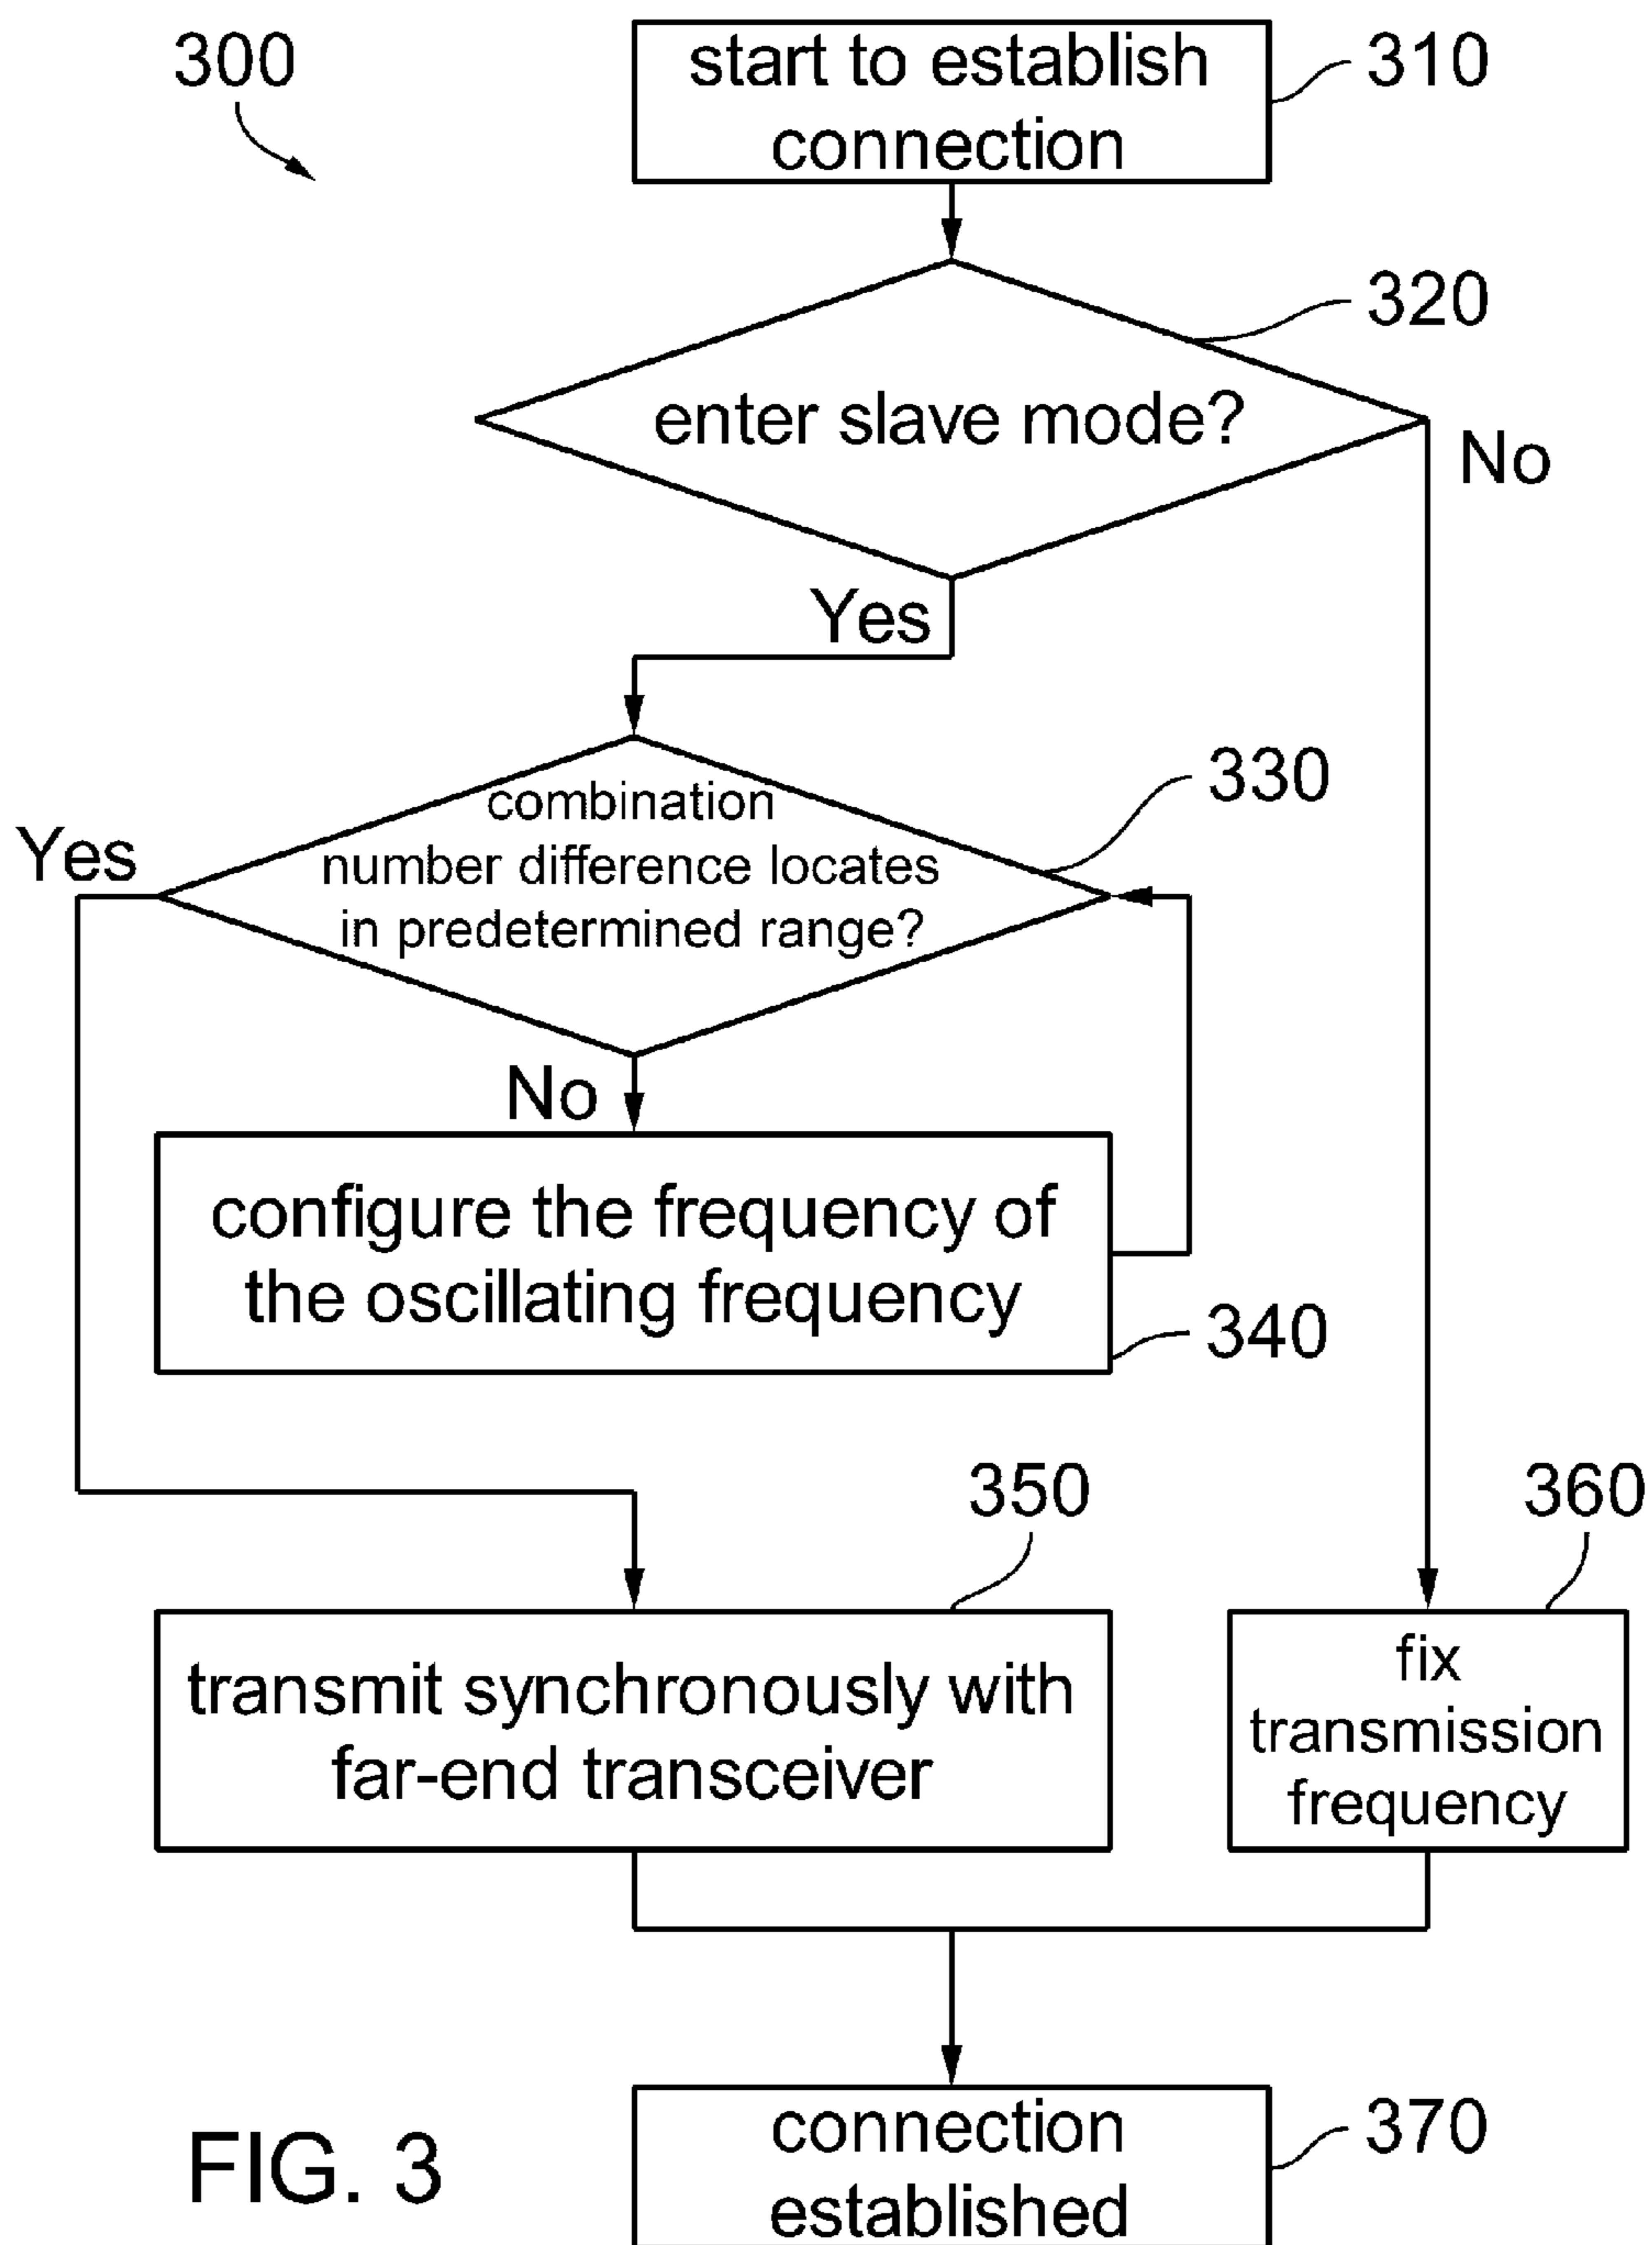 300
start to establish
connection
310
320
enter slave mode?
No
Yes
330
combination
number difference locates
in predetermined range?
Yes
No
configure the frequency of
the oscillating frequency
340
350
360
transmit synchronously with
far-end transceiver
fix
transmission
frequency
connection
established
370
FIG. 3